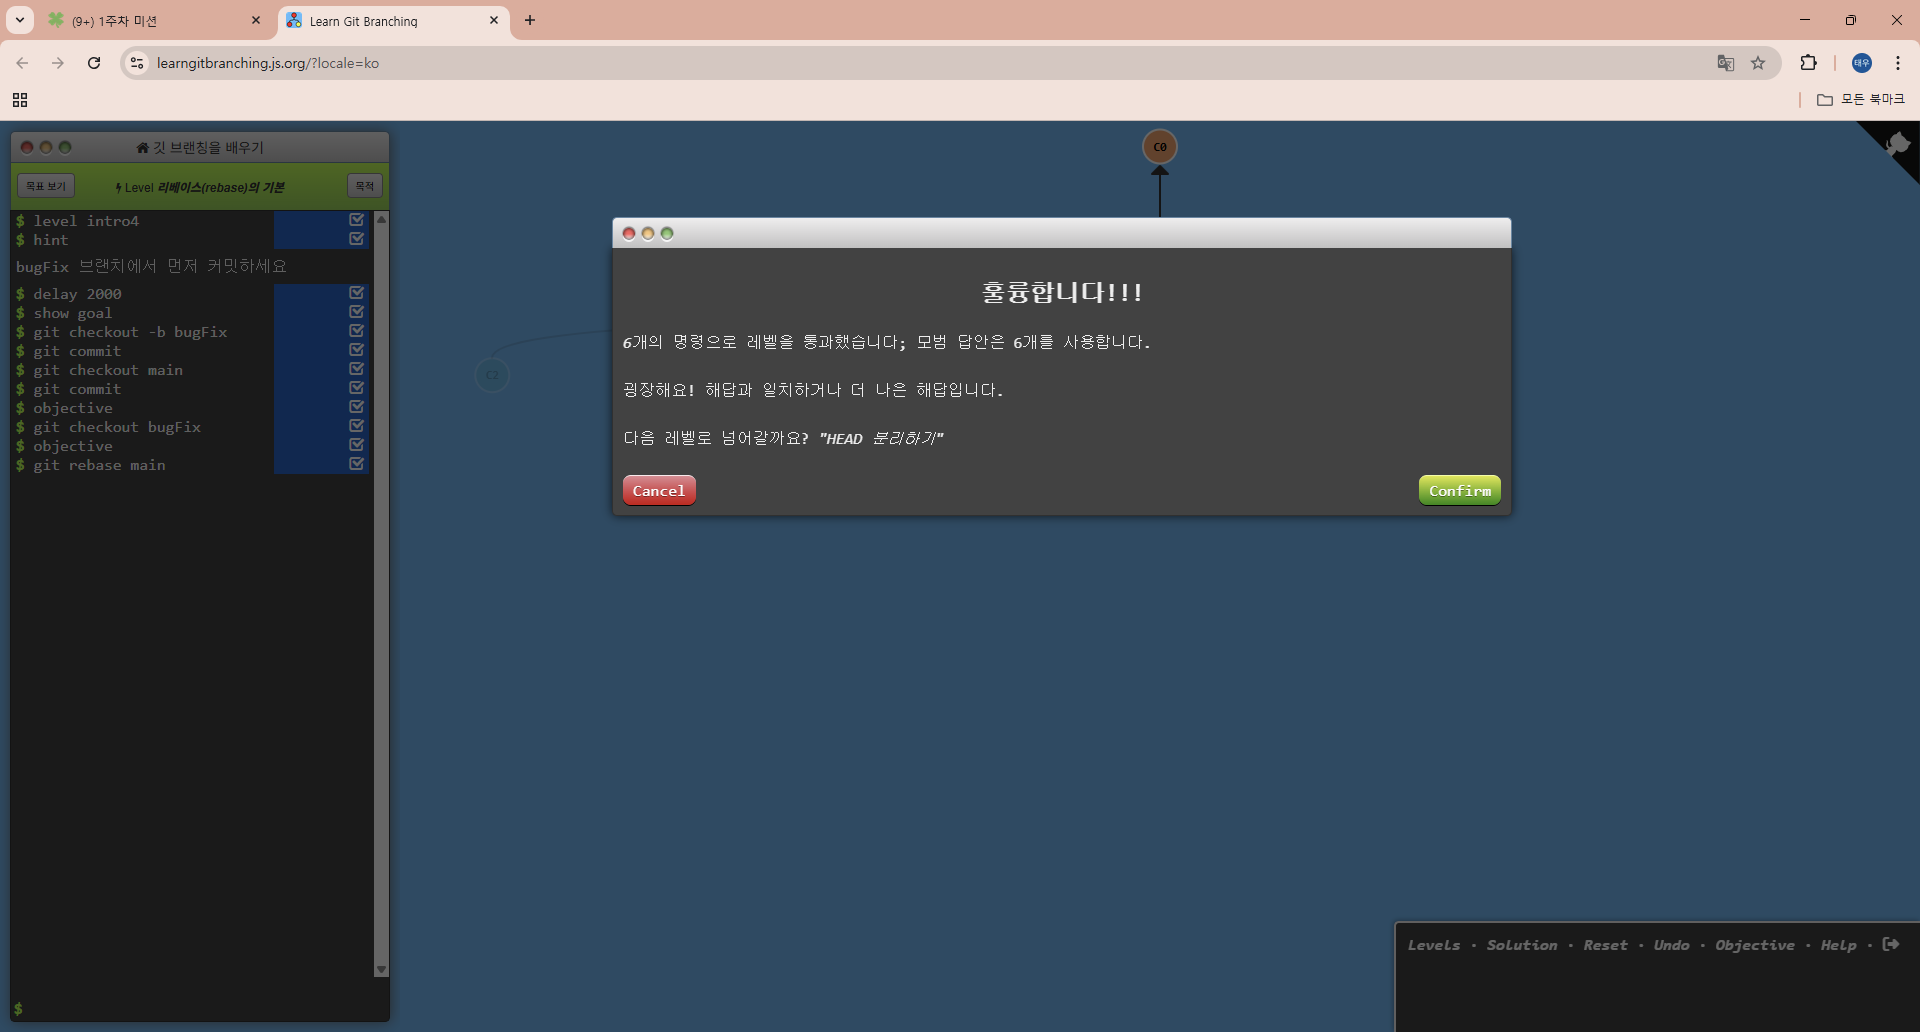 (9+) 1주차 미션
Learn Git Branching
learngitbranching.js.org/?locale=ko
태우
모든 북마크
깃 브랜칭을 배우기
목표 보기
Level 리베이스(rebase)의 기본
목적
$ level intro4
$ hint
bugFix 브랜치에서 먼저 커밋하세요
$ delay 2000
$ show goal
$ git checkout -b bugFix
$ git commit
$ git checkout main
$ git commit
$ objective
$ git checkout bugFix
$ objective
$ git rebase main
$
C0
C2
훌륭합니다!!!
6개의 명령으로 레벨을 통과했습니다; 모범 답안은 6개를 사용합니다.
굉장해요! 해답과 일치하거나 더 나은 해답입니다.
다음 레벨로 넘어갈까요? "HEAD 분리하기"
Cancel
Confirm
Levels · Solution · Reset · Undo · Objective · Help ·